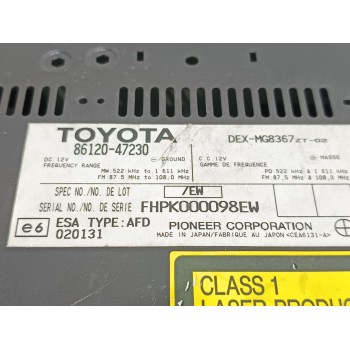 TOYOTA DEX-MG8367ZT-02
86120-47230
DC 12V GROUND C.C. 12V MASSE
FREQUENCY RANGE GAMME DE FREQUENCE
MW 522 kHz to 1 611 kHz PO 522 kHz à 1 611 kHz
FM 87.5 MHz to 108.0 MHz FM 87.5 MHz à 108.0 MHz
SPEC NO./NO. DE LOT /EW
SERIAL NO./NO. DE SERIE FHPK000098EW
e6 ESA TYPE:AFD PIONEER CORPORATION
020131 MADE IN JAPAN/FABRIQUE AU JAPON <CEA6131-A>
CLASS 1
LASER PRODUC